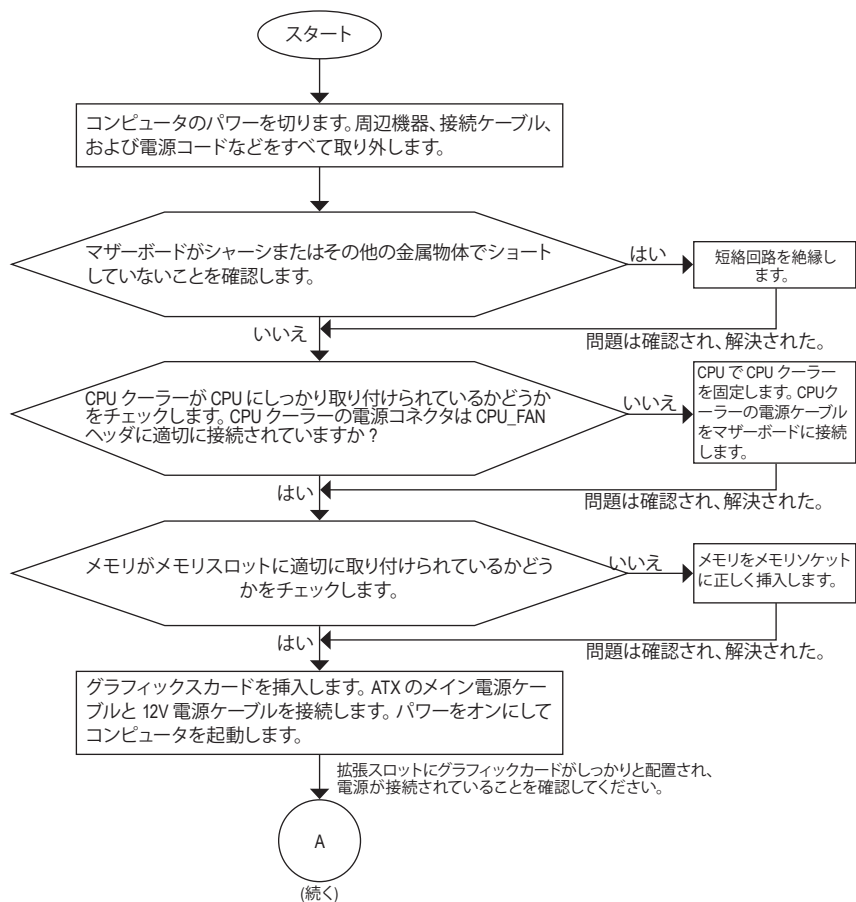 スタート
コンピュータのパワーを切ります。周辺機器、接続ケーブル、
および電源コードなどをすべて取り外します。
マザーボードがシャーシまたはその他の金属物体でショート
していないことを確認します。
はい
短絡回路を絶縁し
ます。
いいえ
問題は確認され、解決された。
CPU クーラーが CPU にしっかり取り付けられているかどうか
をチェックします。CPU クーラーの電源コネクタは CPU_FAN
ヘッダに適切に接続されていますか ?
いいえ
CPU で CPU クーラー
を固定します。CPUク
ーラーの電源ケーブル
をマザーボードに接続
します。
はい
問題は確認され、解決された。
メモリがメモリスロットに適切に取り付けられているかどう
かをチェックします。
いいえ
メモリをメモリソケット
に正しく挿入します。
はい
問題は確認され、解決された。
グラフィックスカードを挿入します。ATX のメイン電源ケー
ブルと 12V 電源ケーブルを接続します。パワーをオンにして
コンピュータを起動します。
拡張スロットにグラフィックカードがしっかりと配置され、
電源が接続されていることを確認してください。
A
(続く)